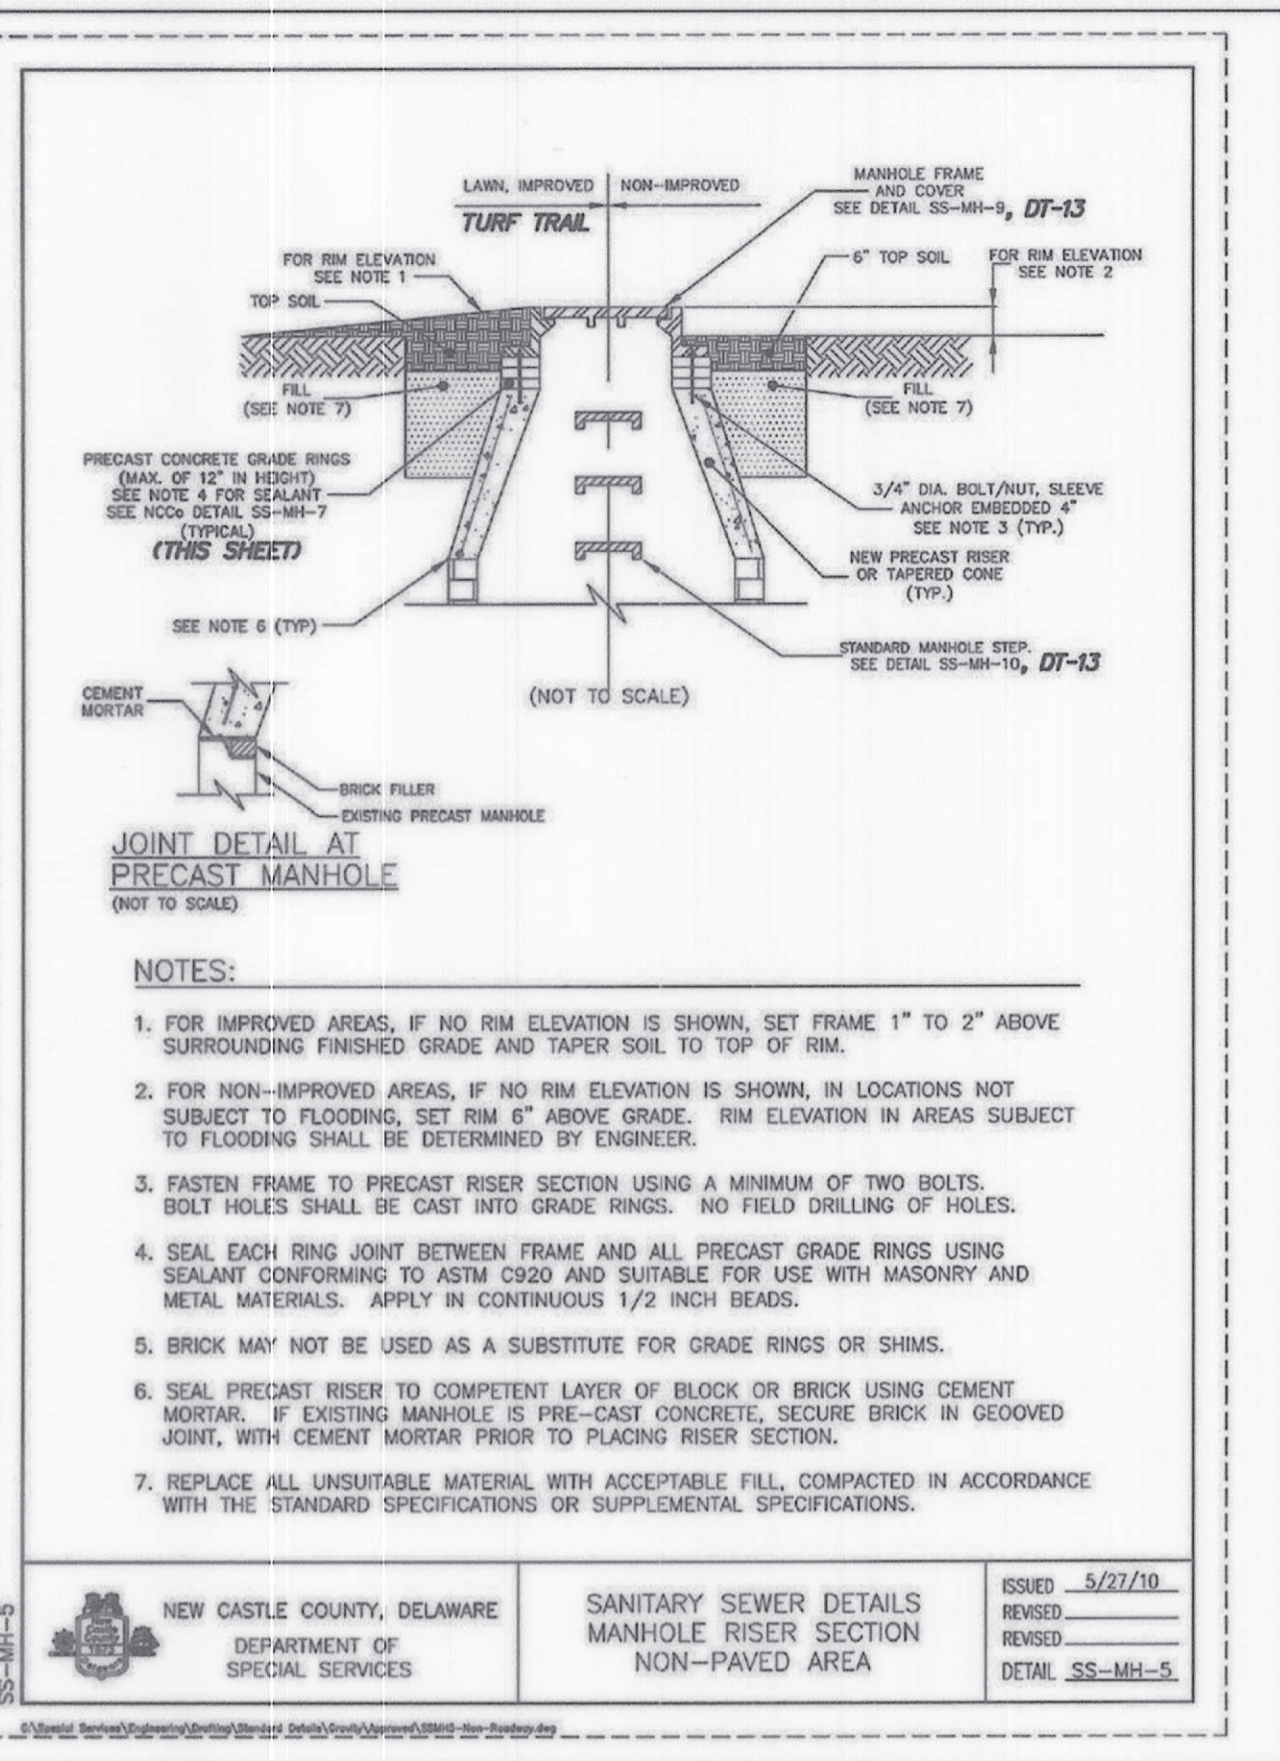 LAWN, IMPROVED
NON-IMPROVED
TURF TRAIL
MANHOLE FRAME
AND COVER
SEE DETAIL SS-MH-9, DT-13
FOR RIM ELEVATION
SEE NOTE 1
TOP SOIL
6" TOP SOIL
FOR RIM ELEVATION
SEE NOTE 2
FILL
(SEE NOTE 7)
FILL
(SEE NOTE 7)
PRECAST CONCRETE GRADE RINGS
(MAX. OF 12" IN HEIGHT)
SEE NOTE 4 FOR SEALANT
SEE NCCo DETAIL SS-MH-7
(TYPICAL)
(THIS SHEET)
3/4" DIA. BOLT/NUT, SLEEVE
ANCHOR EMBEDDED 4"
SEE NOTE 3 (TYP.)
NEW PRECAST RISER
OR TAPERED CONE
(TYP.)
SEE NOTE 6 (TYP)
STANDARD MANHOLE STEP.
SEE DETAIL SS-MH-10, DT-13
(NOT TO SCALE)
CEMENT
MORTAR
BRICK FILLER
EXISTING PRECAST MANHOLE
JOINT DETAIL AT
PRECAST MANHOLE
(NOT TO SCALE)
NOTES:
1. FOR IMPROVED AREAS, IF NO RIM ELEVATION IS SHOWN, SET FRAME 1" TO 2" ABOVE
SURROUNDING FINISHED GRADE AND TAPER SOIL TO TOP OF RIM.
2. FOR NON-IMPROVED AREAS, IF NO RIM ELEVATION IS SHOWN, IN LOCATIONS NOT
SUBJECT TO FLOODING, SET RIM 6" ABOVE GRADE. RIM ELEVATION IN AREAS SUBJECT
TO FLOODING SHALL BE DETERMINED BY ENGINEER.
3. FASTEN FRAME TO PRECAST RISER SECTION USING A MINIMUM OF TWO BOLTS.
BOLT HOLES SHALL BE CAST INTO GRADE RINGS. NO FIELD DRILLING OF HOLES.
4. SEAL EACH RING JOINT BETWEEN FRAME AND ALL PRECAST GRADE RINGS USING
SEALANT CONFORMING TO ASTM C920 AND SUITABLE FOR USE WITH MASONRY AND
METAL MATERIALS. APPLY IN CONTINUOUS 1/2 INCH BEADS.
5. BRICK MAY NOT BE USED AS A SUBSTITUTE FOR GRADE RINGS OR SHIMS.
6. SEAL PRECAST RISER TO COMPETENT LAYER OF BLOCK OR BRICK USING CEMENT
MORTAR. IF EXISTING MANHOLE IS PRE-CAST CONCRETE, SECURE BRICK IN GEOOVED
JOINT, WITH CEMENT MORTAR PRIOR TO PLACING RISER SECTION.
7. REPLACE ALL UNSUITABLE MATERIAL WITH ACCEPTABLE FILL, COMPACTED IN ACCORDANCE
WITH THE STANDARD SPECIFICATIONS OR SUPPLEMENTAL SPECIFICATIONS.
SS-MH-5
New
Castle
County
1673
Delaware
NEW CASTLE COUNTY, DELAWARE
DEPARTMENT OF
SPECIAL SERVICES
SANITARY SEWER DETAILS
MANHOLE RISER SECTION
NON-PAVED AREA
ISSUED 5/27/10
REVISED
REVISED
DETAIL SS-MH-5
G:\Special Services\Engineering\Drafting\Standard Details\Gravity\Approved\SSMH5-Non-Roadway.dwg